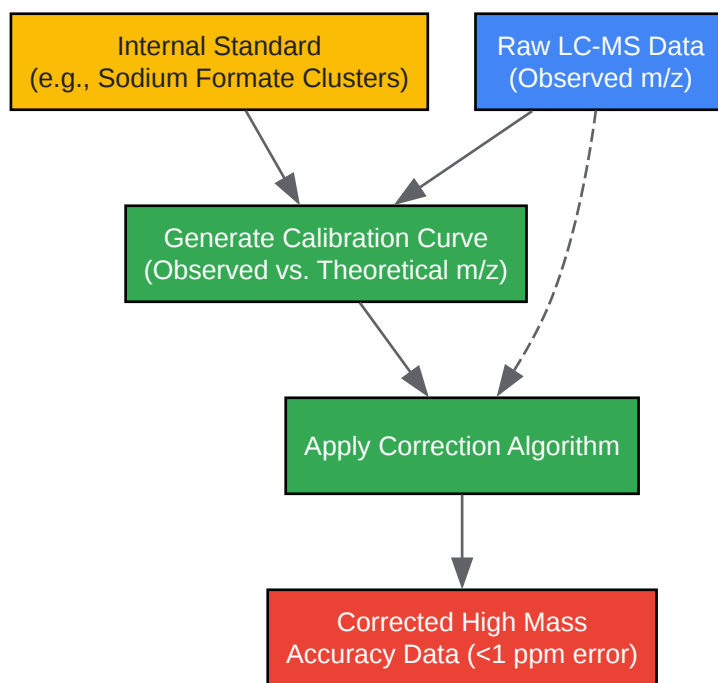 Internal Standard
(e.g., Sodium Formate Clusters)
Raw LC-MS Data
(Observed m/z)
Generate Calibration Curve
(Observed vs. Theoretical m/z)
Apply Correction Algorithm
Corrected High Mass
Accuracy Data (<1 ppm error)